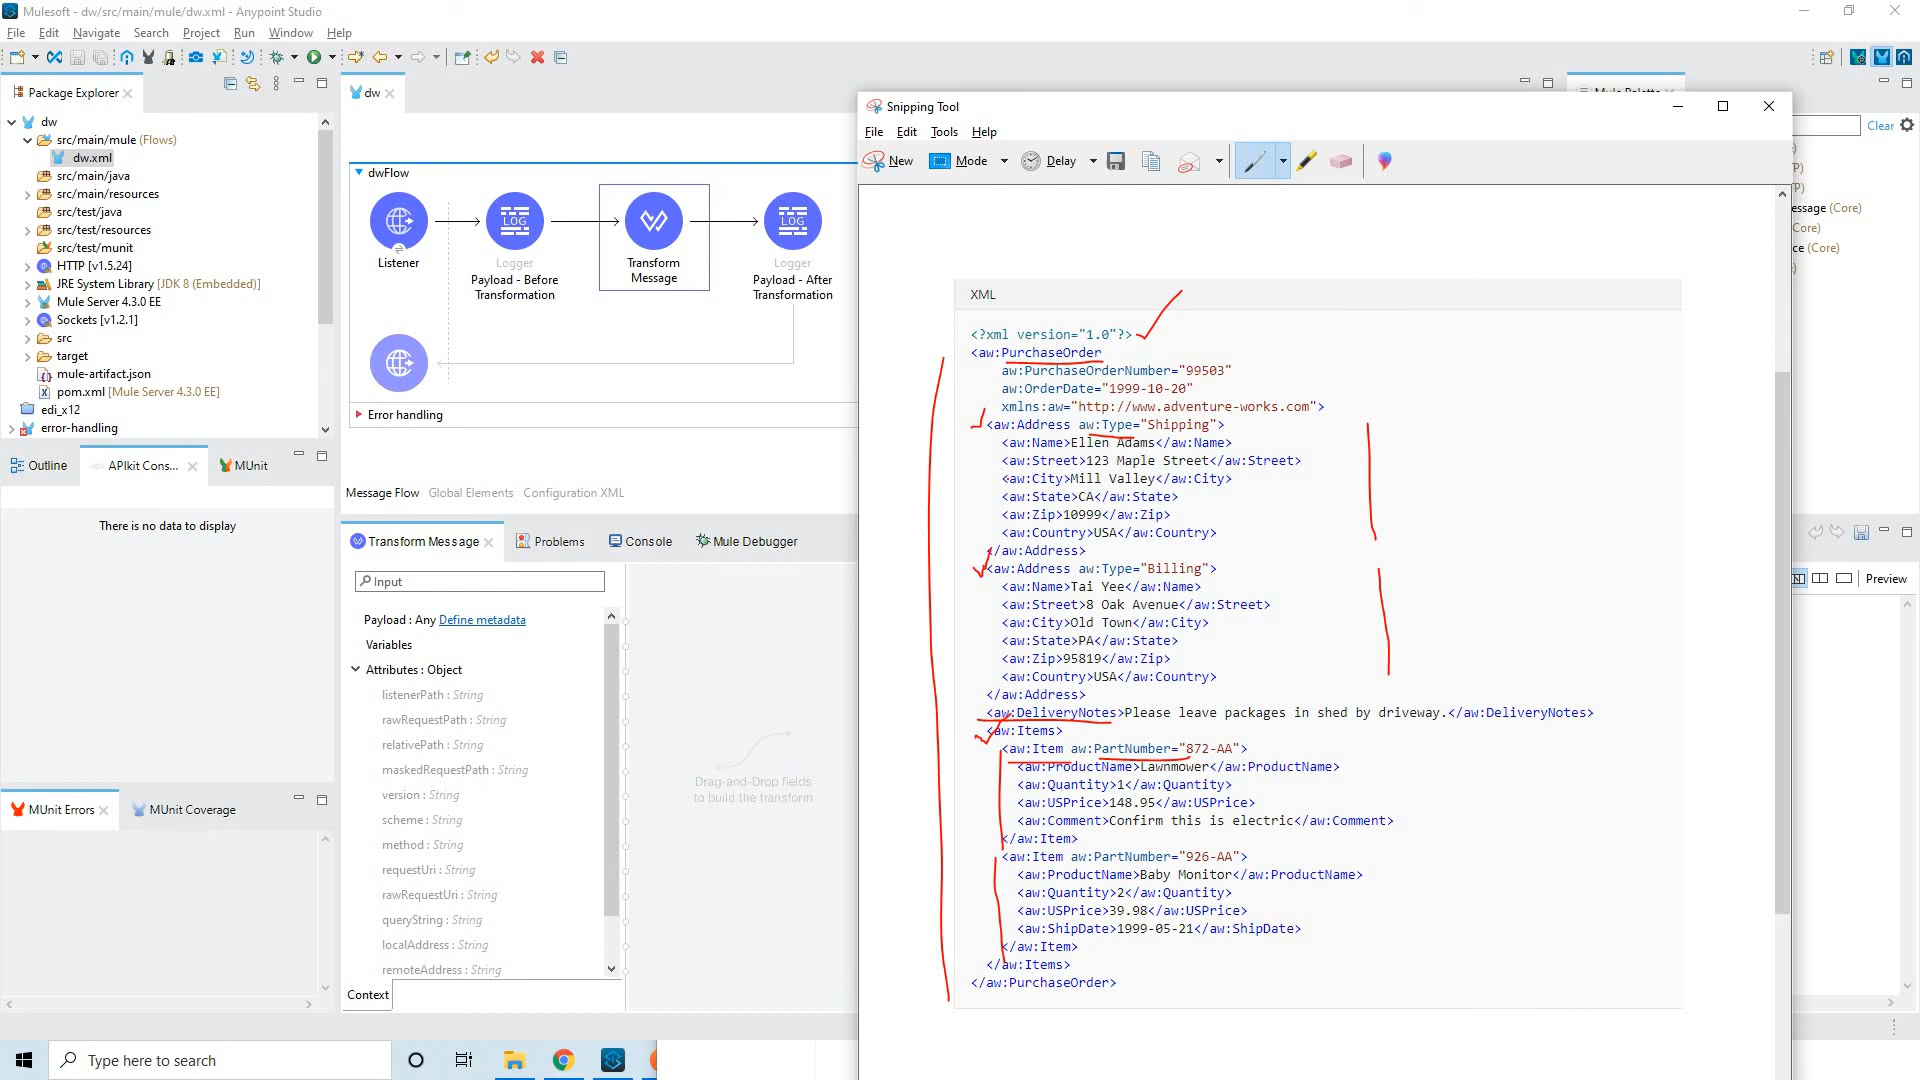 Mulesoft - dw/src/main/mule/dw.xml - Anypoint Studio
File Edit Navigate Search Project Run Window Help
Package Explorer
dw
src/main/mule (Flows)
dw.xml
src/main/java
src/main/resources
src/test/java
src/test/resources
src/test/munit
HTTP [v1.5.24]
JRE System Library [JDK 8 (Embedded)]
Mule Server 4.3.0 EE
Sockets [v1.2.1]
src
target
mule-artifact.json
pom.xml [Mule Server 4.3.0 EE]
edi_x12
error-handling
Outline
APIkit Cons...
MUnit
There is no data to display
MUnit Errors
MUnit Coverage
dw
dwFlow
Listener
LOG
Logger
Payload - Before
Transformation
Transform
Message
LOG
Logger
Payload - After
Transformation
Error handling
Message Flow Global Elements Configuration XML
Transform Message
Problems
Console
Mule Debugger
Input
Payload : Any Define metadata
Variables
Attributes : Object
listenerPath : String
rawRequestPath : String
relativePath : String
maskedRequestPath : String
version : String
scheme : String
method : String
requestUri : String
rawRequestUri : String
queryString : String
localAddress : String
remoteAddress : String
Context
Drag-and-Drop fields
to build the transform
Snipping Tool
File Edit Tools Help
New Mode Delay
XML
<?xml version="1.0"?>
<aw:PurchaseOrder
aw:PurchaseOrderNumber="99503"
aw:OrderDate="1999-10-20"
xmlns:aw="http://www.adventure-works.com">
<aw:Address aw:Type="Shipping">
<aw:Name>Ellen Adams</aw:Name>
<aw:Street>123 Maple Street</aw:Street>
<aw:City>Mill Valley</aw:City>
<aw:State>CA</aw:State>
<aw:Zip>10999</aw:Zip>
<aw:Country>USA</aw:Country>
</aw:Address>
<aw:Address aw:Type="Billing">
<aw:Name>Tai Yee</aw:Name>
<aw:Street>8 Oak Avenue</aw:Street>
<aw:City>Old Town</aw:City>
<aw:State>PA</aw:State>
<aw:Zip>95819</aw:Zip>
<aw:Country>USA</aw:Country>
</aw:Address>
<aw:DeliveryNotes>Please leave packages in shed by driveway.</aw:DeliveryNotes>
<aw:Items>
<aw:Item aw:PartNumber="872-AA">
<aw:ProductName>Lawnmower</aw:ProductName>
<aw:Quantity>1</aw:Quantity>
<aw:USPrice>148.95</aw:USPrice>
<aw:Comment>Confirm this is electric</aw:Comment>
</aw:Item>
<aw:Item aw:PartNumber="926-AA">
<aw:ProductName>Baby Monitor</aw:ProductName>
<aw:Quantity>2</aw:Quantity>
<aw:USPrice>39.98</aw:USPrice>
<aw:ShipDate>1999-05-21</aw:ShipDate>
</aw:Item>
</aw:Items>
</aw:PurchaseOrder>
Clear
essage (Core)
Core)
ce (Core)
Preview
Type here to search